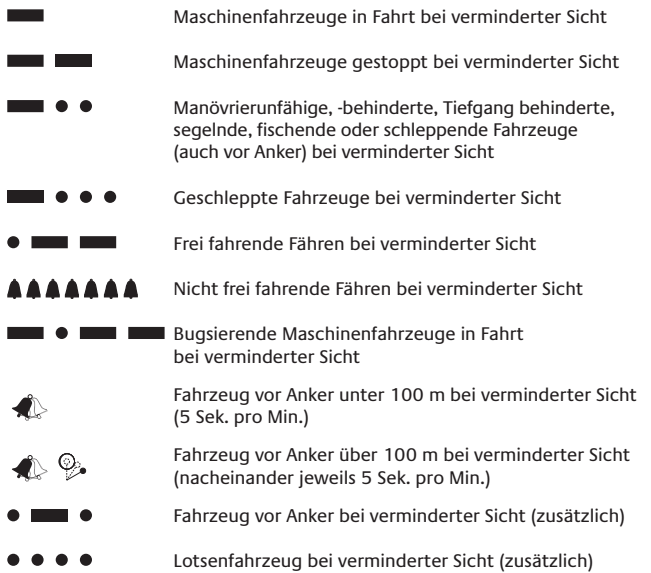 Maschinenfahrzeuge in Fahrt bei verminderter Sicht
Maschinenfahrzeuge gestoppt bei verminderter Sicht
Manövrierunfähige, -behinderte, Tiefgang behinderte,
segelnde, fischende oder schleppende Fahrzeuge
(auch vor Anker) bei verminderter Sicht
Geschleppte Fahrzeuge bei verminderter Sicht
Frei fahrende Fähren bei verminderter Sicht
Nicht frei fahrende Fähren bei verminderter Sicht
Bugsierende Maschinenfahrzeuge in Fahrt
bei verminderter Sicht
Fahrzeug vor Anker unter 100 m bei verminderter Sicht
(5 Sek. pro Min.)
Fahrzeug vor Anker über 100 m bei verminderter Sicht
(nacheinander jeweils 5 Sek. pro Min.)
Fahrzeug vor Anker bei verminderter Sicht (zusätzlich)
Lotsenfahrzeug bei verminderter Sicht (zusätzlich)